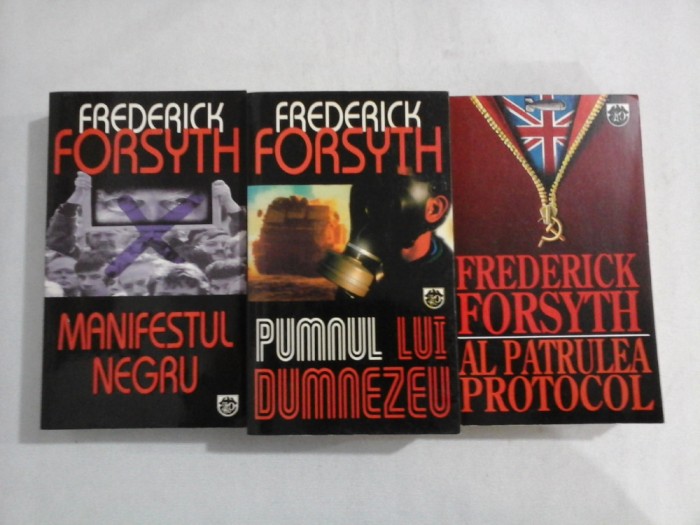 FREDERICK
FORSYTH
MANIFESTUL
NEGRU
FREDERICK
FORSYTH
PUMNUL LUI
DUMNEZEU
FREDERICK
FORSYTH
AL PATRULEA
PROTOCOL